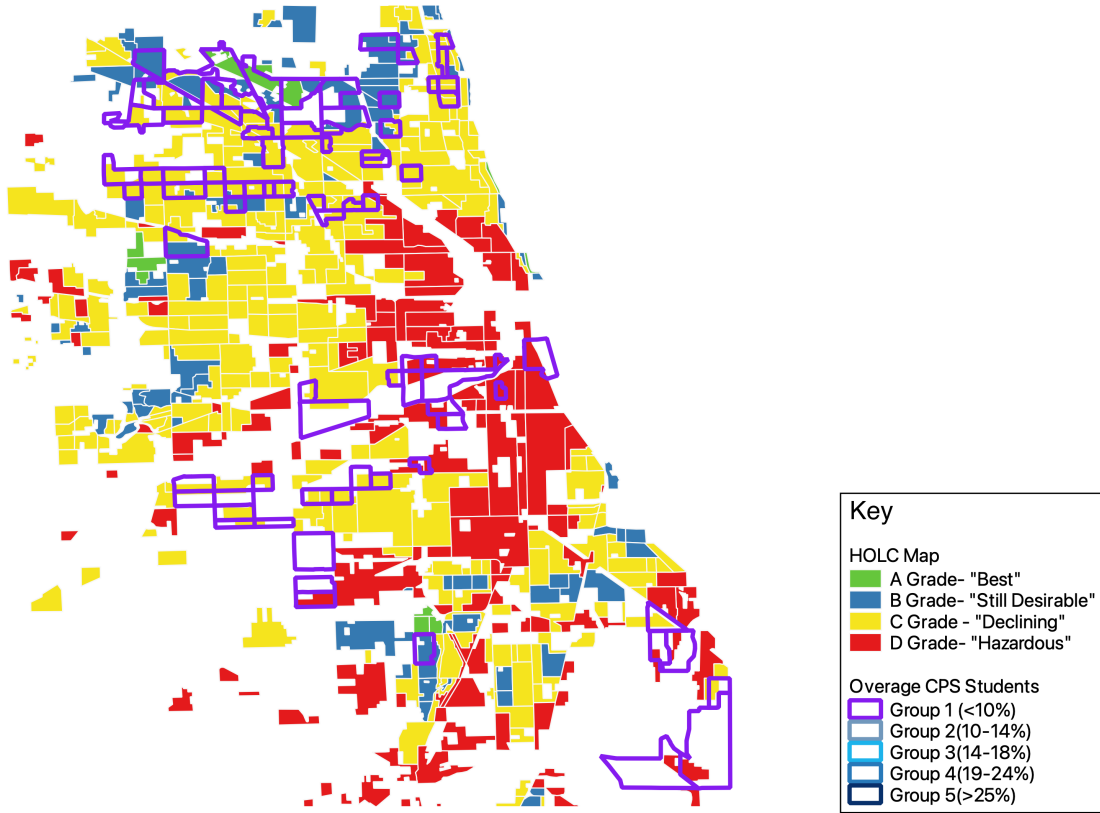 Key
HOLC Map
A Grade- "Best"
B Grade- "Still Desirable"
C Grade - "Declining"
D Grade- "Hazardous"
Overage CPS Students
Group 1 (<10%)
Group 2(10-14%)
Group 3(14-18%)
Group 4(19-24%)
Group 5(>25%)